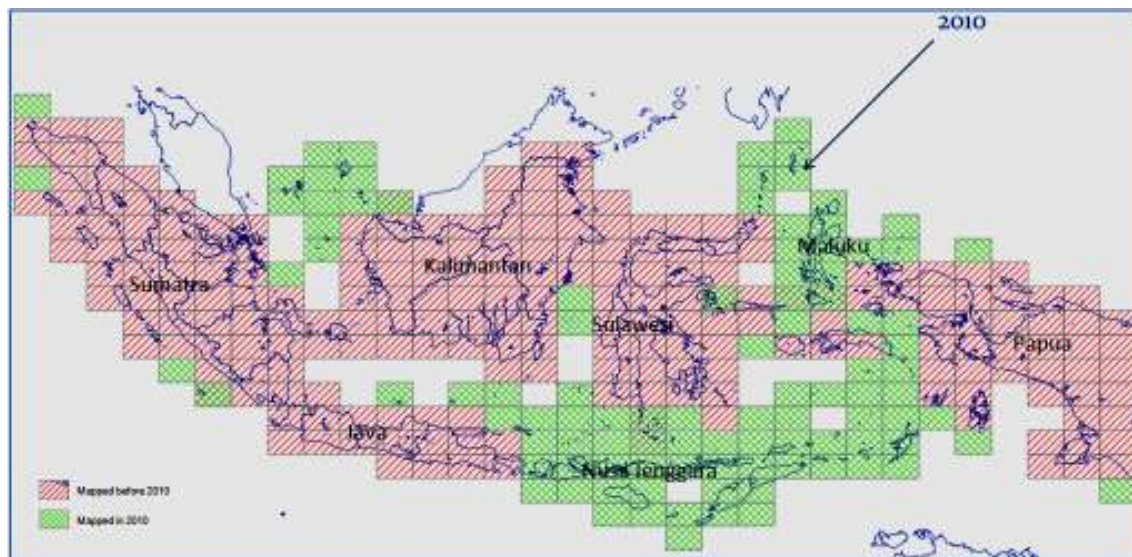 2010
Maluku
Kalimantan
Sumatra
Sulawesi
Papua
Java
Nusa Tenggara
Mapped before 2010
Mapped in 2010